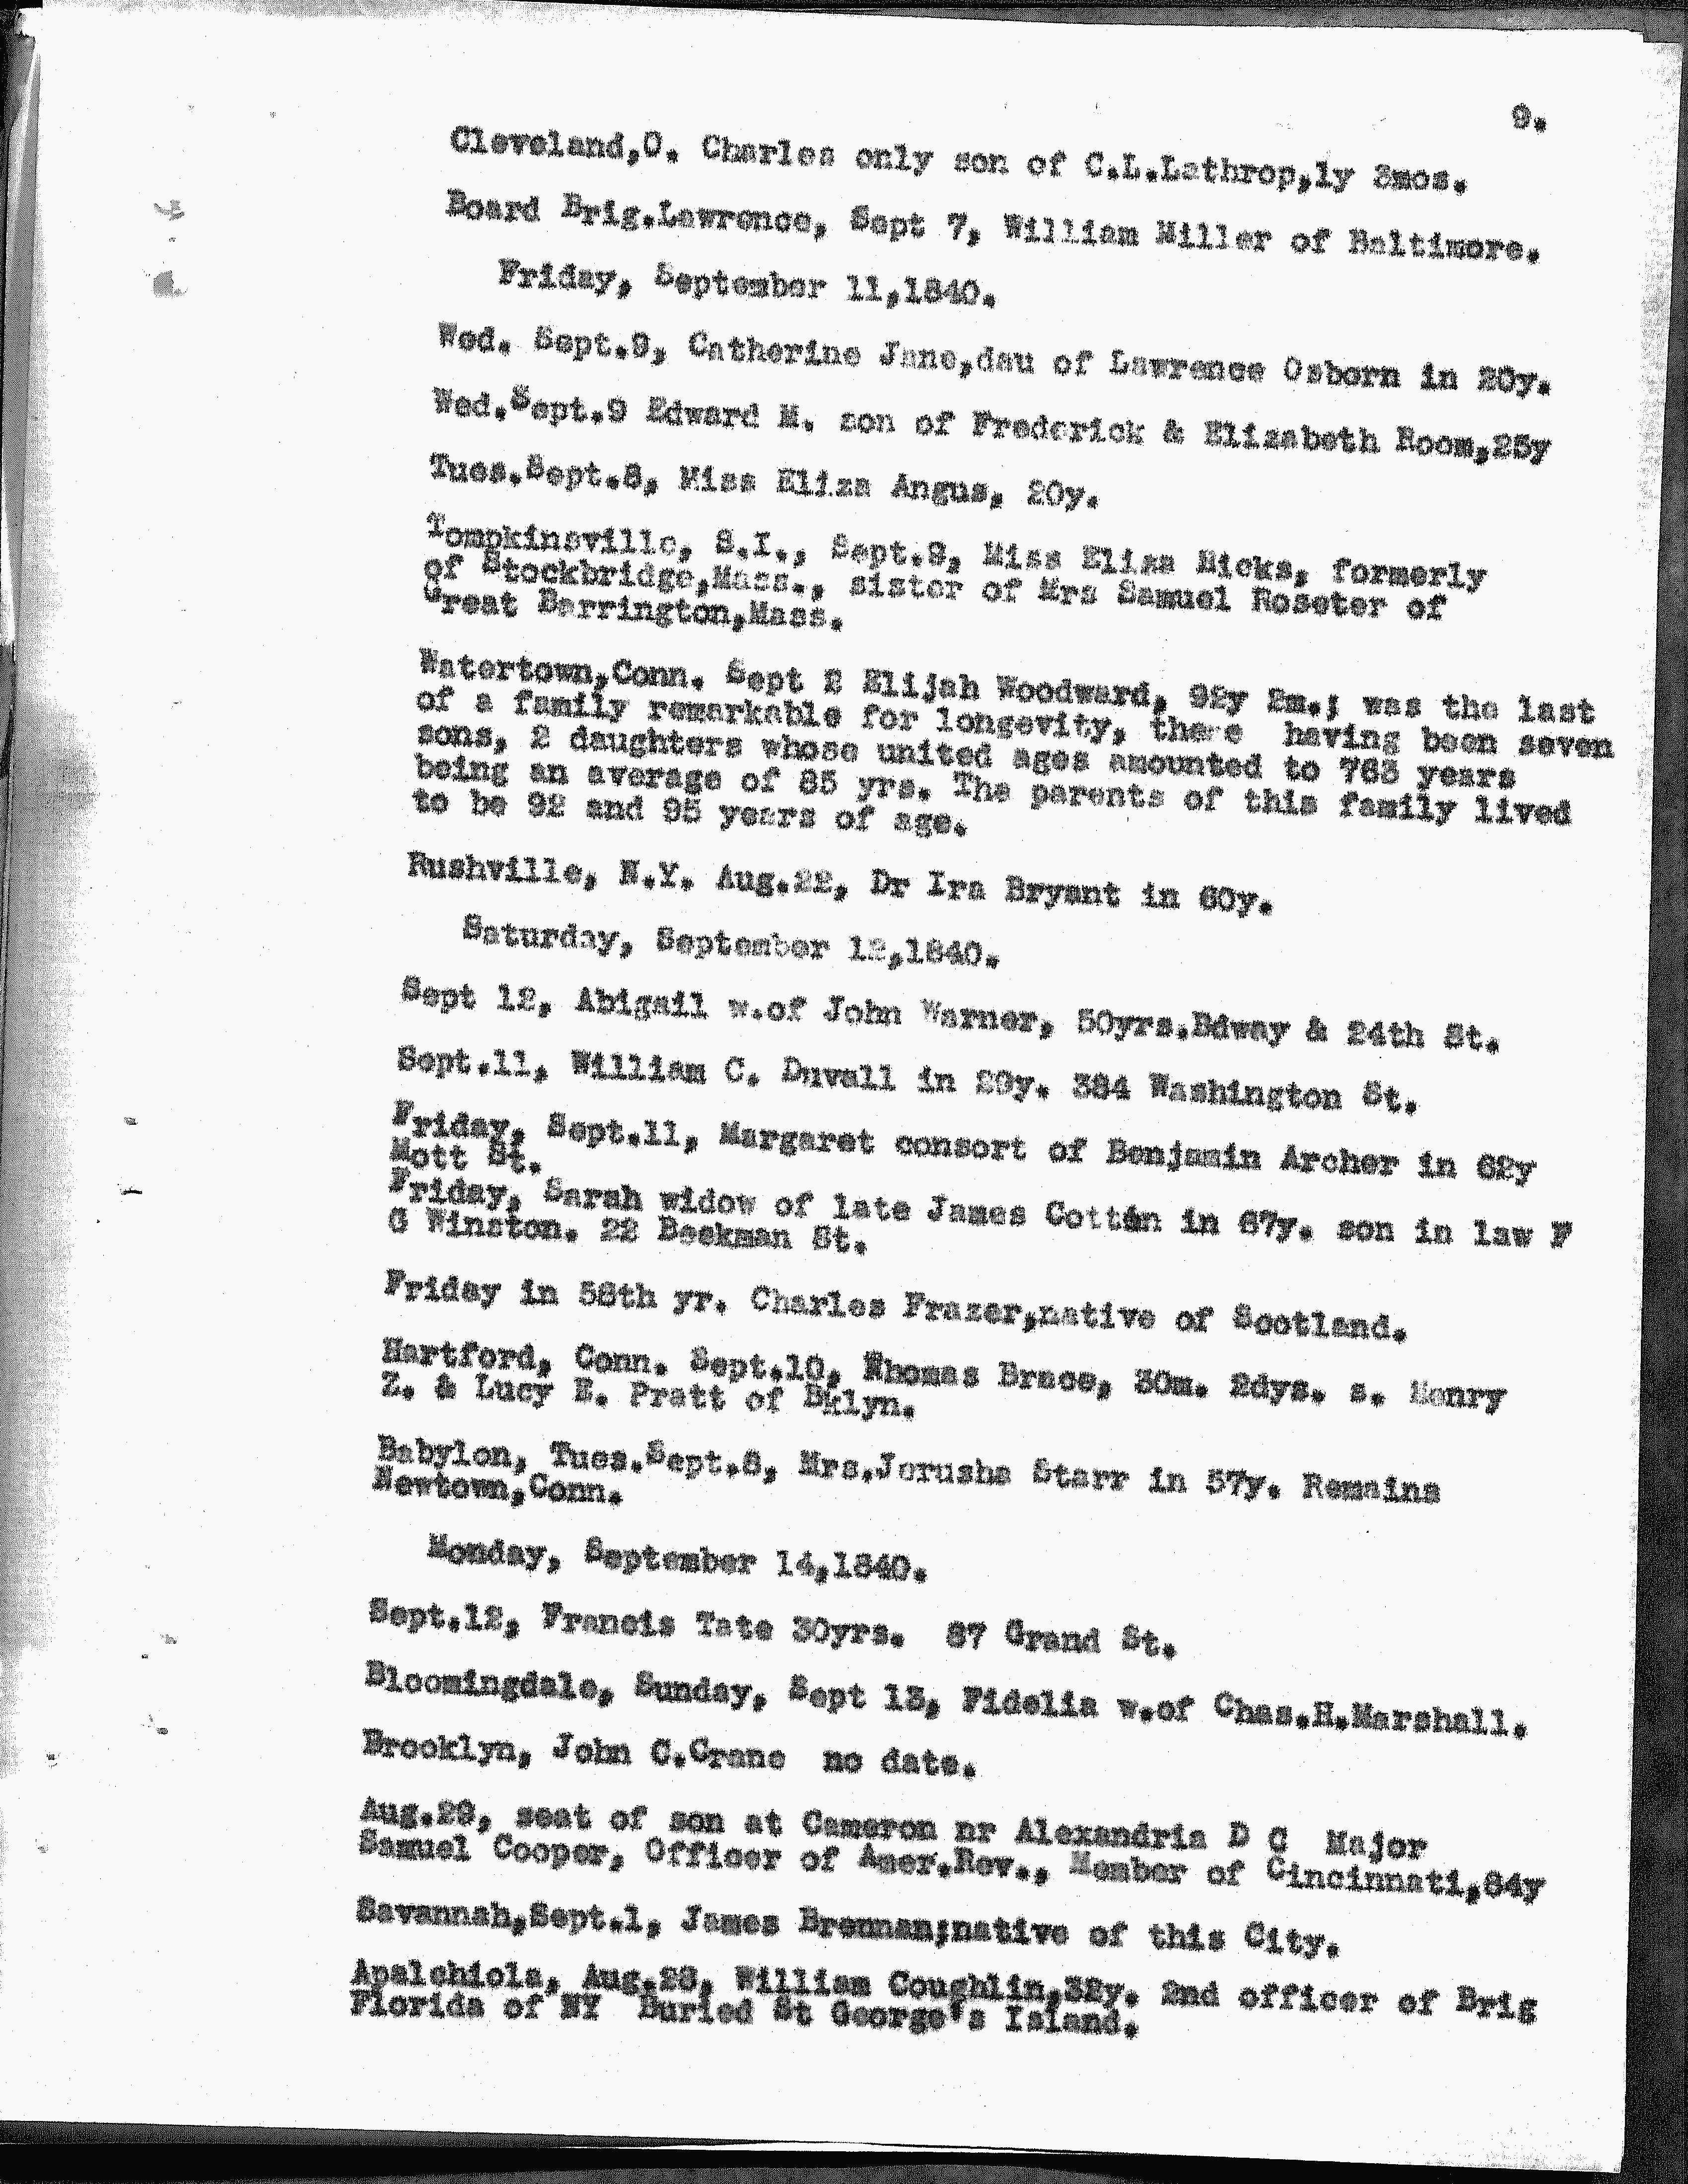 9.
Cleveland,O. Charles only son of C.L.Lathrop,ly 3mos.
Board Brig.Lawrence, Sept 7, William Miller of Baltimore.
Friday, September 11,1840.
Wed. Sept.9, Catherine Jane,dau of Lawrence Osborn in 20y.
Wed.Sept.9 Edward M. son of Frederick & Elizabeth Room,25y
Tues.Sept.8, Miss Eliza Angus, 20y.
Tompkinsville, S.I., Sept.9, Miss Eliza Hicks, formerly
of Stockbridge,Mass., sister of Mrs Samuel Roseter of
Great Barrington,Mass.
Watertown,Conn. Sept 2 Elijah Woodward, 92y 2m.; was the last
of a family remarkable for longevity, there having been seven
sons, 2 daughters whose united ages amounted to 763 years
being an average of 85 yrs. The parents of this family lived
to be 92 and 95 years of age.
Rushville, N.Y. Aug.22, Dr Ira Bryant in 60y.
Saturday, September 12,1840.
Sept 12, Abigail w.of John Warner, 50yrs.Bdway & 24th St.
Sept.11, William C. Duvall in 29y. 384 Washington St.
Friday, Sept.11, Margaret consort of Benjamin Archer in 62y
Mott St.
Friday, Sarah widow of late James Cottán in 67y. son in law F
G Winston. 22 Beekman St.
Friday in 58th yr. Charles Frazer,native of Scotland.
Hartford, Conn. Sept.10, Thomas Brace, 30m. 2dys. s. Henry
Z. & Lucy E. Pratt of Bklyn.
Babylon, Tues.Sept.8, Mrs.Jerusha Starr in 57y. Remains
Newtown,Conn.
Monday, September 14,1840.
Sept.12, Francis Tate 30yrs. 87 Grand St.
Bloomingdale, Sunday, Sept 13, Fidelia w.of Chas.H.Marshall.
Brooklyn, John C.Crane no date.
Aug.29, seat of son at Cameron nr Alexandria D C Major
Samuel Cooper, Officer of Amer.Rev., Member of Cincinnati,84y
Savannah,Sept.1, James Brennan;native of this City.
Apalchiola, Aug.23, William Coughlin,32y. 2nd officer of Brig
Florida of NY Buried St George's Island.